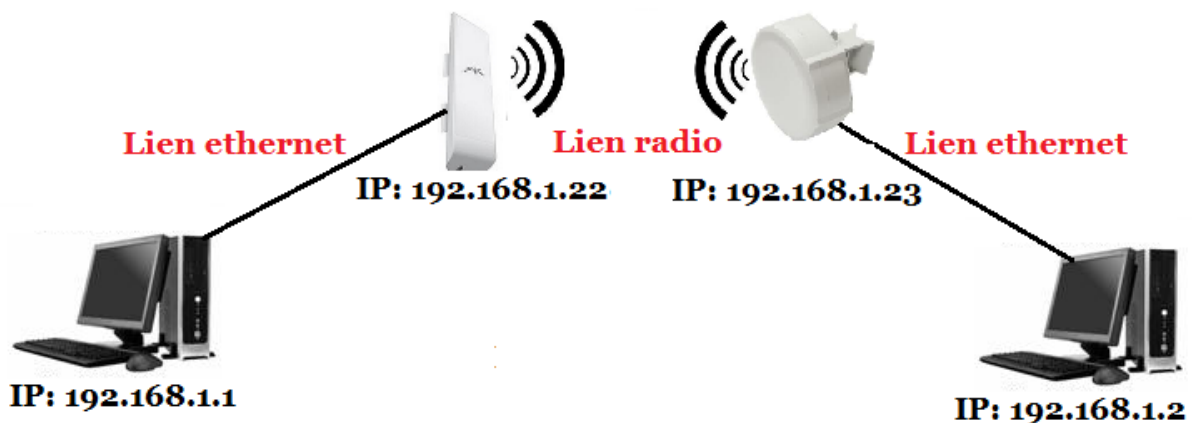 Lien ethernet
Lien radio
Lien ethernet
IP: 192.168.1.22
IP: 192.168.1.23
IP: 192.168.1.1
IP: 192.168.1.2